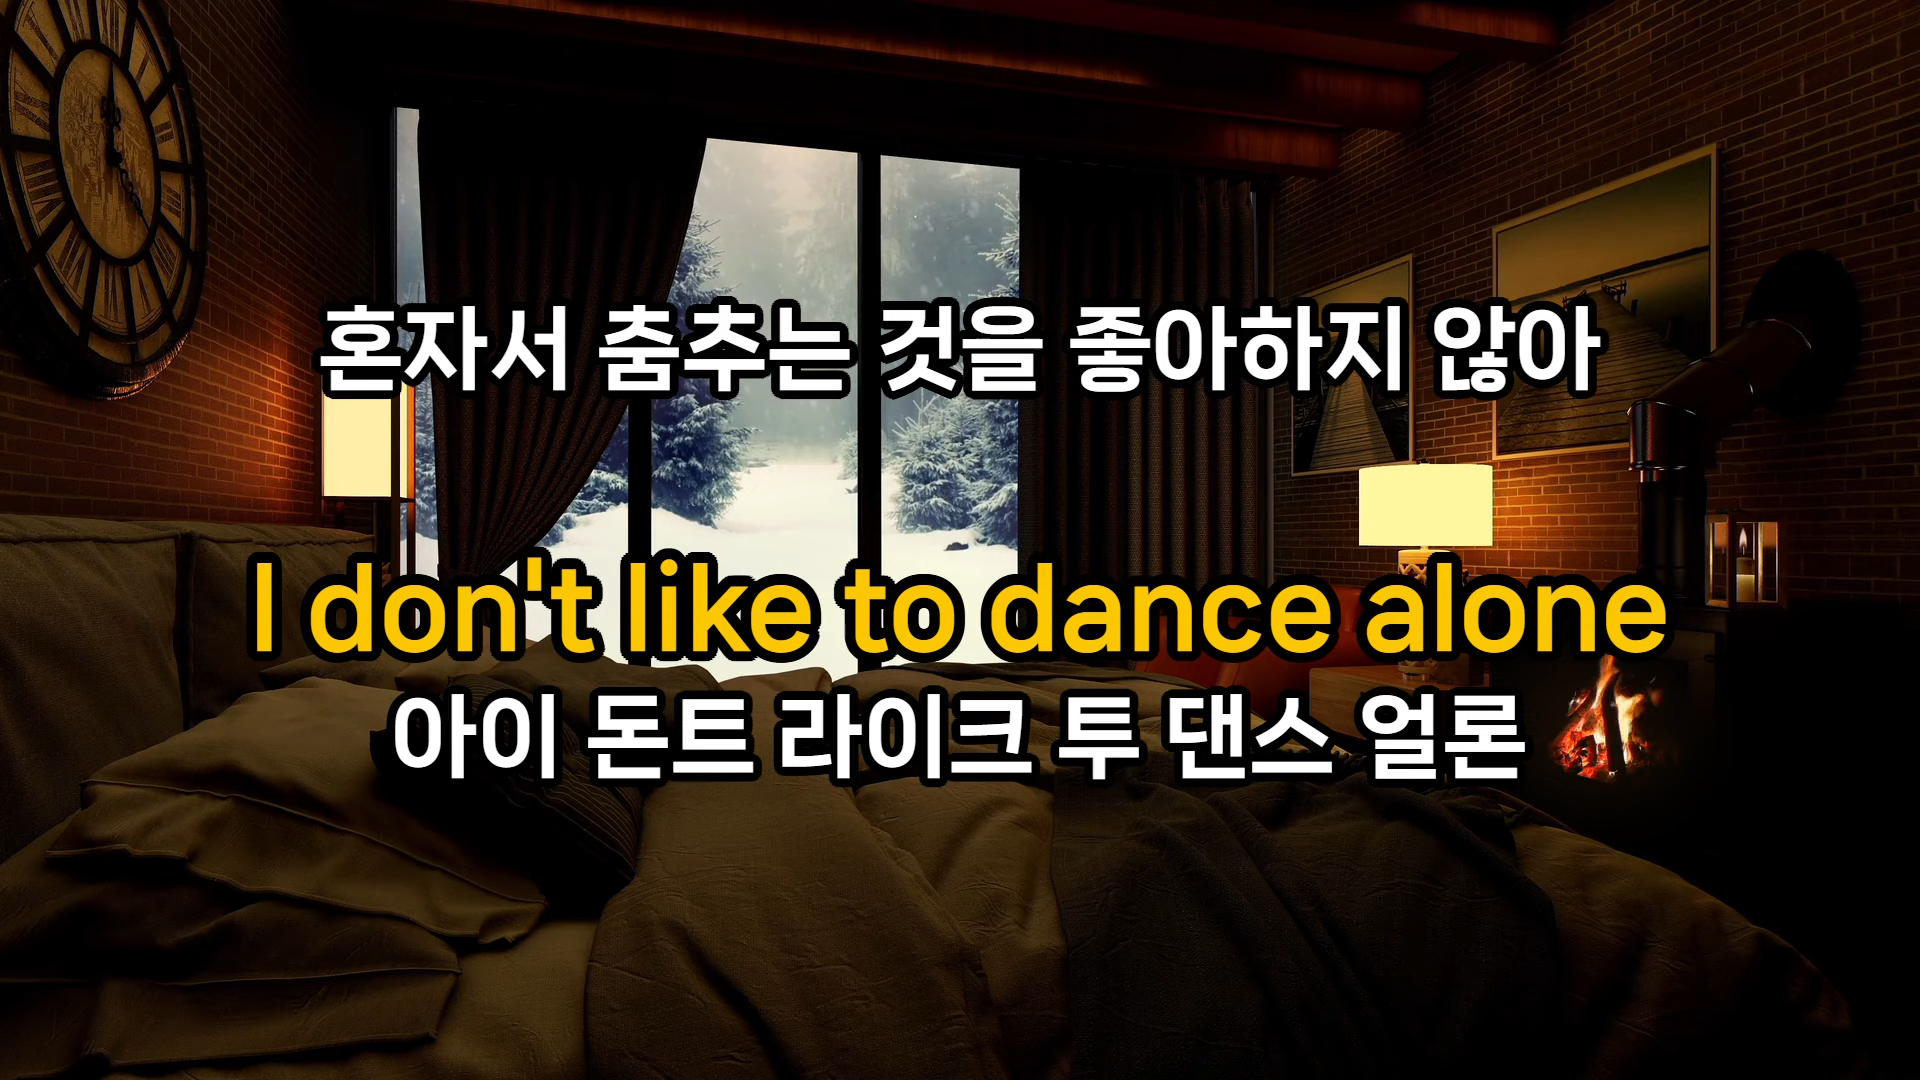 혼자서 춤추는 것을 좋아하지 않아
I don't like to dance alone
아이 돈트 라이크 투 댄스 얼론